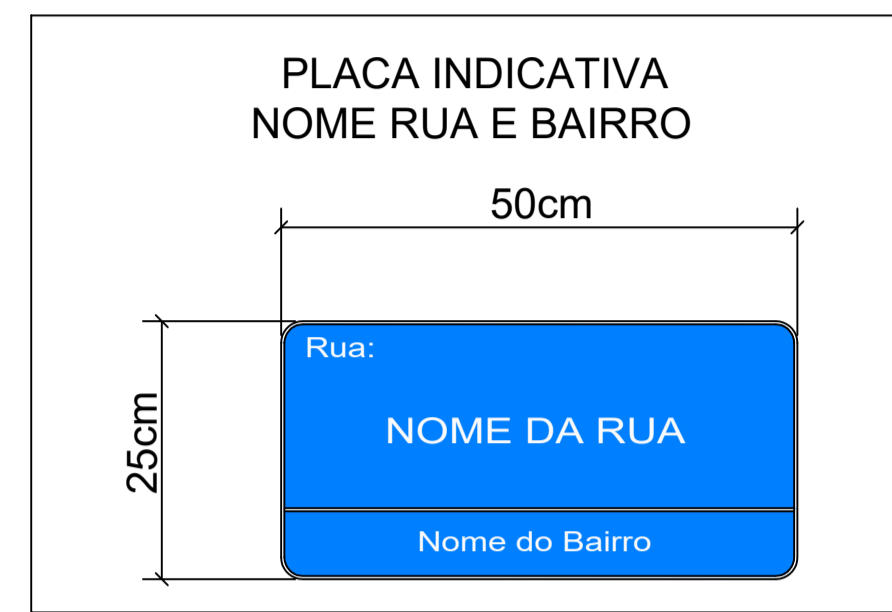 PLACA INDICATIVA
NOME RUA E BAIRRO
50cm
25cm
Rua:
NOME DA RUA
Nome do Bairro